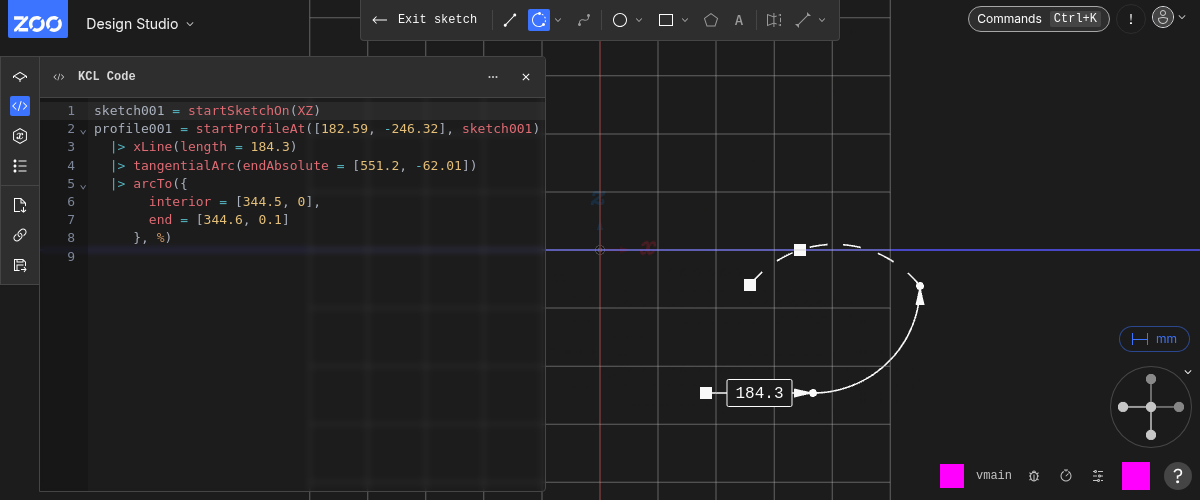 ZOO
Design Studio
Exit sketch
A
Commands Ctrl+K
!
KCL Code
1 sketch001 = startSketchOn(XZ)
2 profile001 = startProfileAt([182.59, -246.32], sketch001)
3 |> xLine(length = 184.3)
4 |> tangentialArc(endAbsolute = [551.2, -62.01])
5 |> arcTo({
6 interior = [344.5, 0],
7 end = [344.6, 0.1]
8 }, %)
9
z
x
184.3
mm
vmain
?